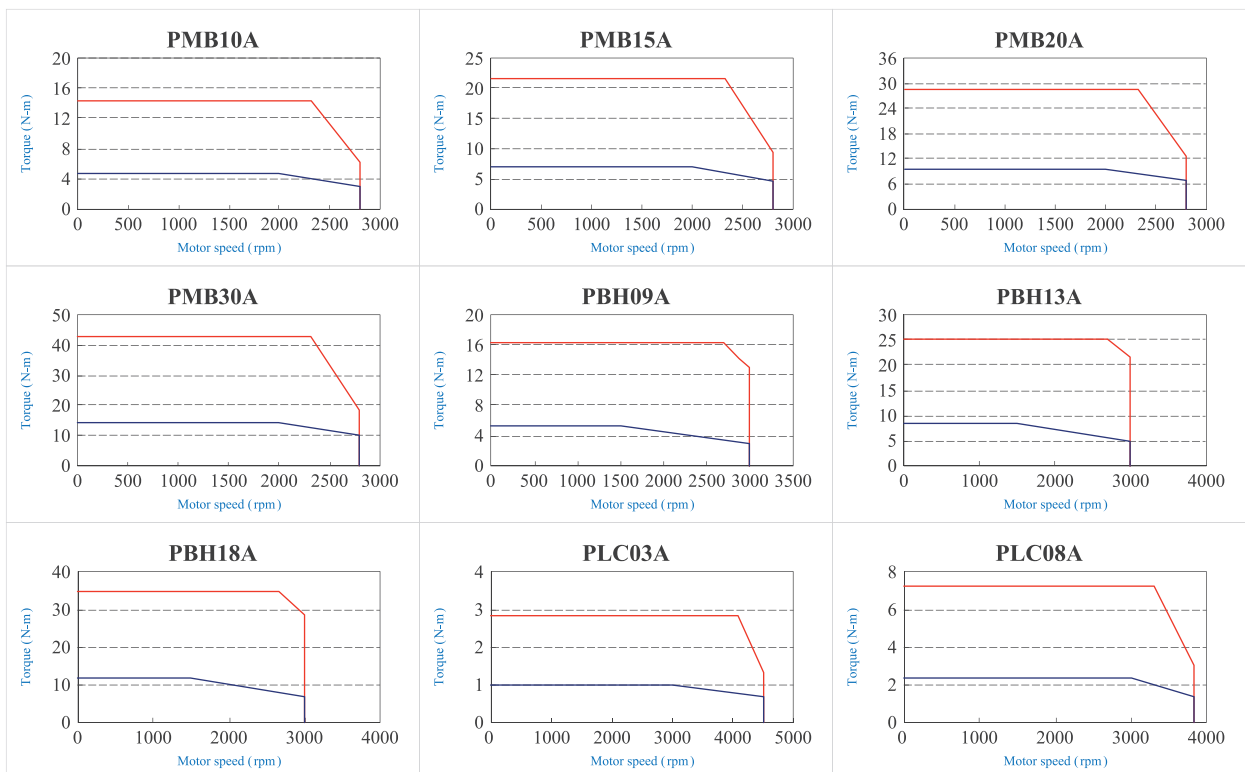 PMB10A
20
16
12
8
4
0
Torque (N-m)
0 500 1000 1500 2000 2500 3000
Motor speed (rpm)
PMB15A
25
20
15
10
5
0
Torque (N-m)
0 500 1000 1500 2000 2500 3000
Motor speed (rpm)
PMB20A
36
30
24
18
12
6
0
Torque (N-m)
0 500 1000 1500 2000 2500 3000
Motor speed (rpm)
PMB30A
50
40
30
20
10
0
Torque (N-m)
0 500 1000 1500 2000 2500 3000
Motor speed (rpm)
PBH09A
20
16
12
8
4
0
Torque (N-m)
0 500 1000 1500 2000 2500 3000 3500
Motor speed (rpm)
PBH13A
30
25
20
15
10
5
0
Torque (N-m)
0 1000 2000 3000 4000
Motor speed (rpm)
PBH18A
40
30
20
10
0
Torque (N-m)
0 1000 2000 3000 4000
Motor speed (rpm)
PLC03A
4
3
2
1
0
Torque (N-m)
0 1000 2000 3000 4000 5000
Motor speed (rpm)
PLC08A
8
6
4
2
0
Torque (N-m)
0 1000 2000 3000 4000
Motor speed (rpm)